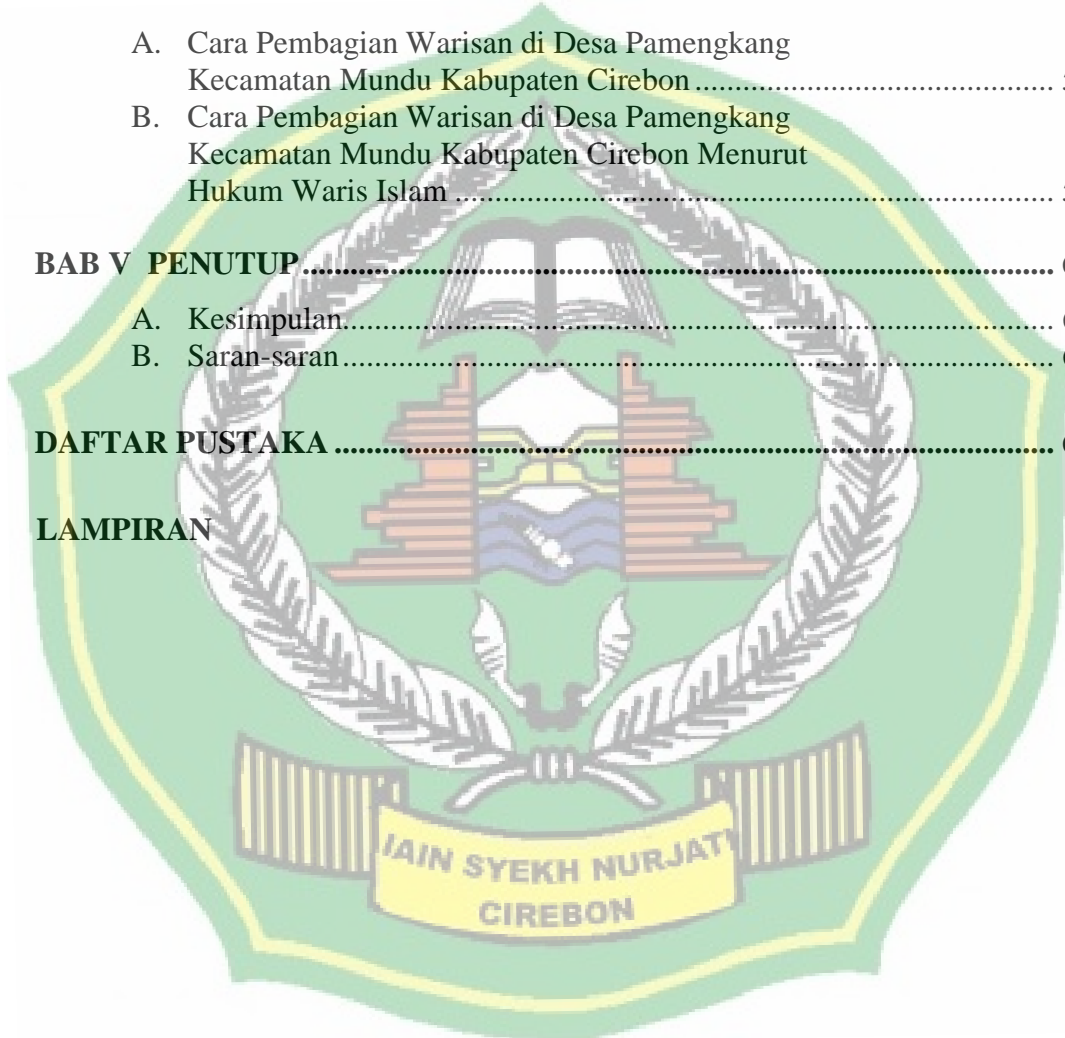 A. Cara Pembagian Warisan di Desa Pamengkang
Kecamatan Mundu Kabupaten Cirebon ............................................
B. Cara Pembagian Warisan di Desa Pamengkang
Kecamatan Mundu Kabupaten Cirebon Menurut
Hukum Waris Islam ..........................................................................
BAB V PENUTUP ............................................................................................
A. Kesimpulan.......................................................................................
B. Saran-saran.......................................................................................
DAFTAR PUSTAKA .........................................................................................
LAMPIRAN
IAIN SYEKH NURJATI
CIREBON